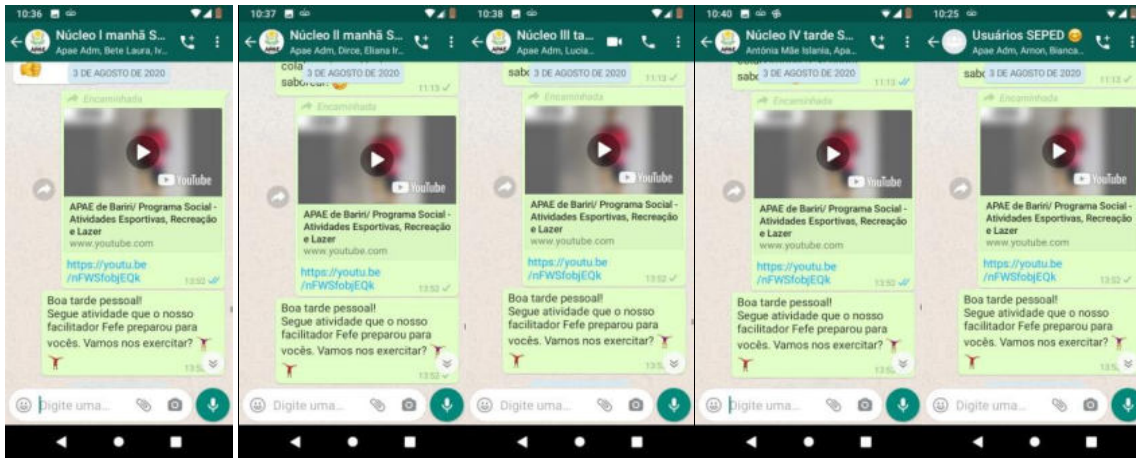 10:36
Núcleo I manhã S...
Apae Adm, Bete Laura, Iv...
3 DE AGOSTO DE 2020
Encaminhada
YouTube
APAE de Bariri/ Programa Social -
Atividades Esportivas, Recreação
e Lazer
www.youtube.com
https://youtu.be
/nFWSfobjEQk
13:52
Boa tarde pessoal!
Segue atividade que o nosso
facilitador Fefe preparou para
vocês. Vamos nos exercitar?
Digite uma...
10:37
Núcleo II manhã S...
Apae Adm, Dirce, Eliana Ir...
3 DE AGOSTO DE 2020
11:13
Encaminhada
YouTube
APAE de Bariri/ Programa Social -
Atividades Esportivas, Recreação
e Lazer
www.youtube.com
https://youtu.be
/nFWSfobjEQk
13:52
Boa tarde pessoal!
Segue atividade que o nosso
facilitador Fefe preparou para
vocês. Vamos nos exercitar?
13:52
Digite uma...
10:38
Núcleo III ta...
Apae Adm, Lucia...
3 DE AGOSTO DE 2020
11:13
Encaminhada
YouTube
APAE de Bariri/ Programa Social -
Atividades Esportivas, Recreação
e Lazer
www.youtube.com
https://youtu.be
/nFWSfobjEQk
13:52
Boa tarde pessoal!
Segue atividade que o nosso
facilitador Fefe preparou para
vocês. Vamos nos exercitar?
Digite uma...
10:40
Núcleo IV tarde S...
Antónia Mãe Islania, Apa...
3 DE AGOSTO DE 2020
11:13
Encaminhada
YouTube
APAE de Bariri/ Programa Social -
Atividades Esportivas, Recreação
e Lazer
www.youtube.com
https://youtu.be
/nFWSfobjEQk
13:52
Boa tarde pessoal!
Segue atividade que o nosso
facilitador Fefe preparou para
vocês. Vamos nos exercitar?
Digite uma...
10:25
Usuários SEPED
Apae Adm, Arnon, Bianca...
3 DE AGOSTO DE 2020
11:13
Encaminhada
YouTube
APAE de Bariri/ Programa Social -
Atividades Esportivas, Recreação
e Lazer
www.youtube.com
https://youtu.be
/nFWSfobjEQk
13:52
Boa tarde pessoal!
Segue atividade que o nosso
facilitador Fefe preparou para
vocês. Vamos nos exercitar?
Digite uma...